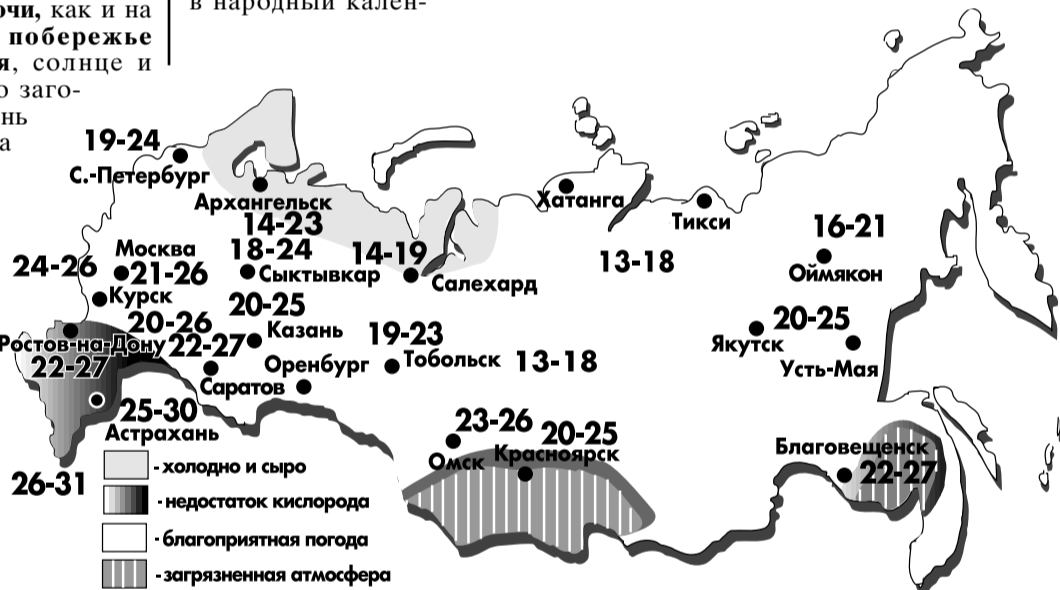 очи, как и на
побережье
я, солнце и
о заго-
нь
а
в народный кален-
19-24
С.-Петербург
Архангельск
14-23
Хатанга
Тикси
16-21
Оймякон
Москва
21-26
24-26
Курск
18-24
Сыктывкар
14-19
Салехард
13-18
20-25
Казань
20-26
Ростов-на-Дону
22-27
22-27
Саратов
Оренбург
19-23
Тобольск
13-18
Якутск
20-25
Усть-Мая
25-30
Астрахань
26-31
23-26
Омск
20-25
Красноярск
Благовещенск
22-27
- холодно и сыро
- недостаток кислорода
- благоприятная погода
- загрязненная атмосфера